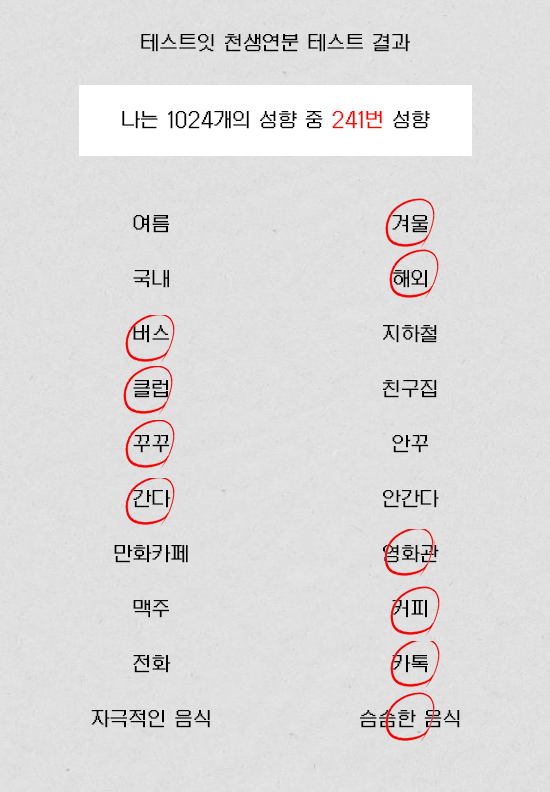 테스트잇 천생연분 테스트 결과
나는 1024개의 성향 중 241번 성향
여름 겨울
국내 해외
버스 지하철
클럽 친구집
꾸꾸 안꾸
간다 안간다
만화카페 영화관
맥주 커피
전화 카톡
자극적인 음식 슴슴한 음식